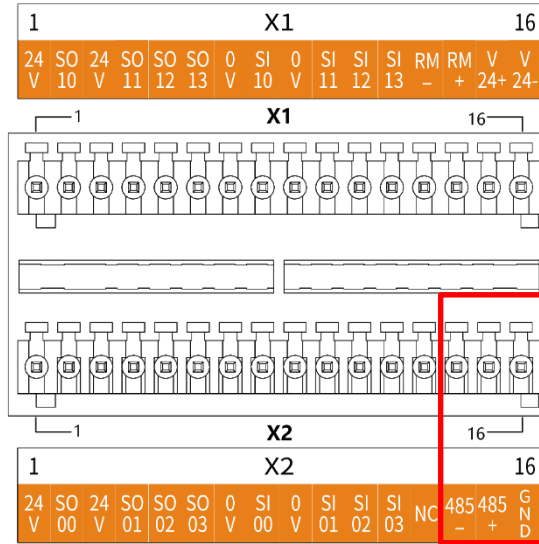 1 X1 16
24 V SO 10 24 V SO 11 SO 12 SO 13 0 V SI 10 0 V SI 11 SI 12 SI 13 RM – RM + V 24+ V 24-
1 X1 16
1 X2 16
1 X2 16
24 V SO 00 24 V SO 01 SO 02 SO 03 0 V SI 00 0 V SI 01 SI 02 SI 03 NC 485 – 485 + GND